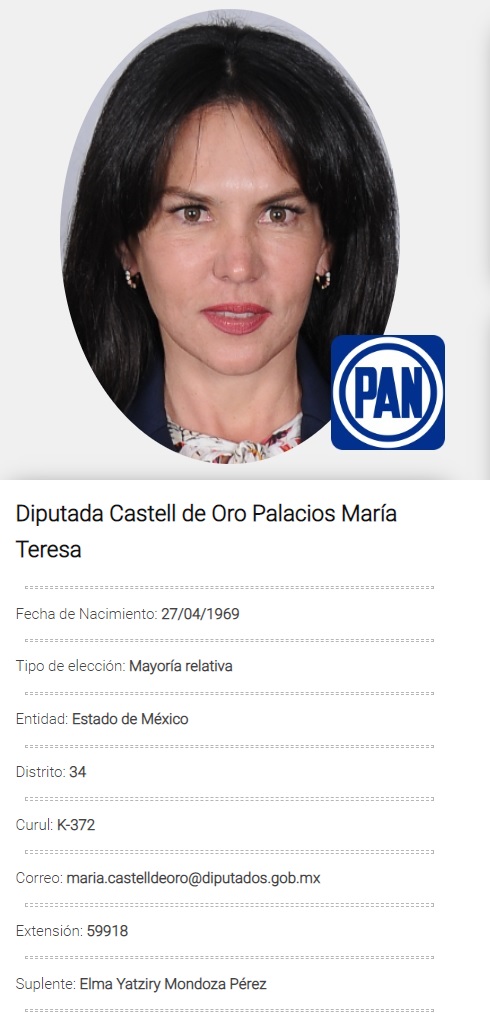 PAN
Diputada Castell de Oro Palacios María
Teresa
Fecha de Nacimiento: 27/04/1969
Tipo de elección: Mayoría relativa
Entidad: Estado de México
Distrito: 34
Curul: K-372
Correo: maria.castelldeoro@diputados.gob.mx
Extensión: 59918
Suplente: Elma Yatziry Mondoza Pérez